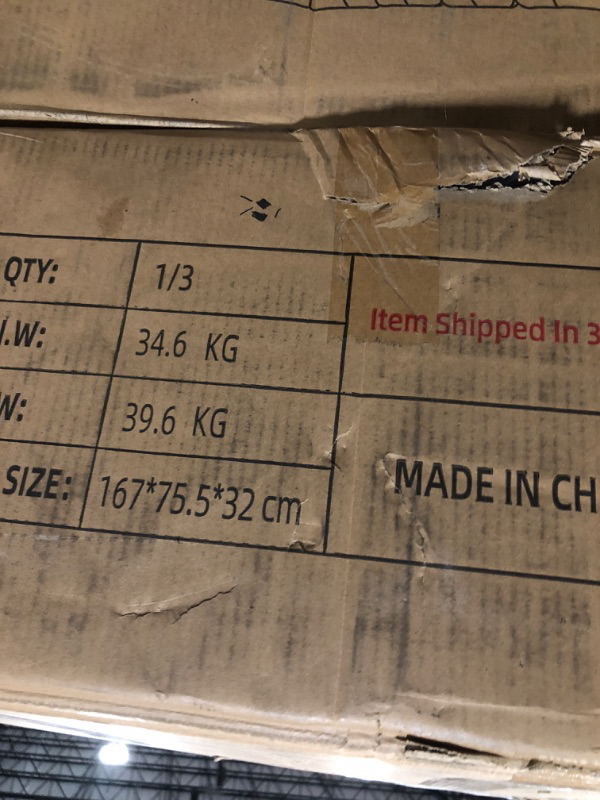 QTY: 1/3
.W: 34.6 KG
W: 39.6 KG
SIZE: 167*75.5*32 cm
Item Shipped In 3
MADE IN CH